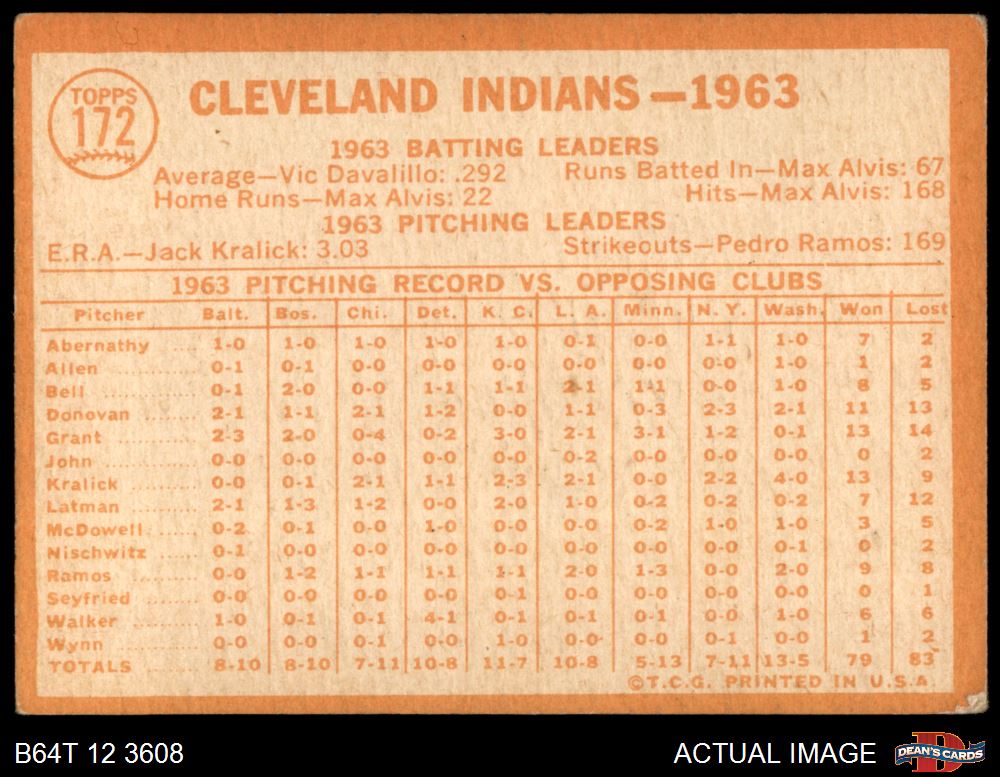 TOPPS
172
CLEVELAND INDIANS—1963
1963 BATTING LEADERS
Average—Vic Davalillo: .292 Runs Batted In—Max Alvis: 67
Home Runs—Max Alvis: 22 Hits—Max Alvis: 168
1963 PITCHING LEADERS
E.R.A.—Jack Kralick: 3.03 Strikeouts—Pedro Ramos: 169
1963 PITCHING RECORD VS. OPPOSING CLUBS
Pitcher Balt. Bos. Chi. Det. K. C. L. A. Minn. N. Y. Wash. Won Lost
Abernathy ..... 1-0 1-0 1-0 1-0 1-0 0-1 0-0 1-1 1-0 7 2
Allen ............ 0-1 0-1 0-0 0-0 0-0 0-0 0-0 0-0 1-0 1 2
Bell .............. 0-1 2-0 0-0 1-1 1-1 2-1 1-1 0-0 1-0 8 5
Donovan ....... 2-1 1-1 2-1 1-2 0-0 1-1 0-3 2-3 2-1 11 13
Grant ........... 2-3 2-0 0-4 0-2 3-0 2-1 3-1 1-2 0-1 13 14
John ............ 0-0 0-0 0-0 0-0 0-0 0-2 0-0 0-0 0-0 0 2
Kralick ......... 0-0 0-1 2-1 1-1 2-3 2-1 0-0 2-2 4-0 13 9
Latman ......... 2-1 1-3 1-2 0-0 2-0 1-0 0-2 0-2 0-2 7 12
McDowell ...... 0-2 0-1 0-0 1-0 0-0 0-0 0-2 1-0 1-0 3 5
Nischwitz ...... 0-1 0-0 0-0 0-0 0-0 0-0 0-0 0-0 0-1 0 2
Ramos .......... 0-0 1-2 1-1 1-1 1-1 2-0 1-3 0-0 2-0 9 8
Seyfried ........ 0-0 0-0 0-0 0-0 0-0 0-1 0-0 0-0 0-0 0 1
Walker .......... 1-0 0-1 0-1 4-1 0-1 0-1 0-1 0-0 1-0 6 6
Wynn ............ 0-0 0-0 0-1 0-0 1-0 0-0 0-0 0-1 0-0 1 2
TOTALS ......... 8-10 8-10 7-11 10-8 11-7 10-8 5-13 7-11 13-5 79 83
©T.C.G. PRINTED IN U.S.A.
B64T 12 3608 ACTUAL IMAGE DEAN'S CARDS